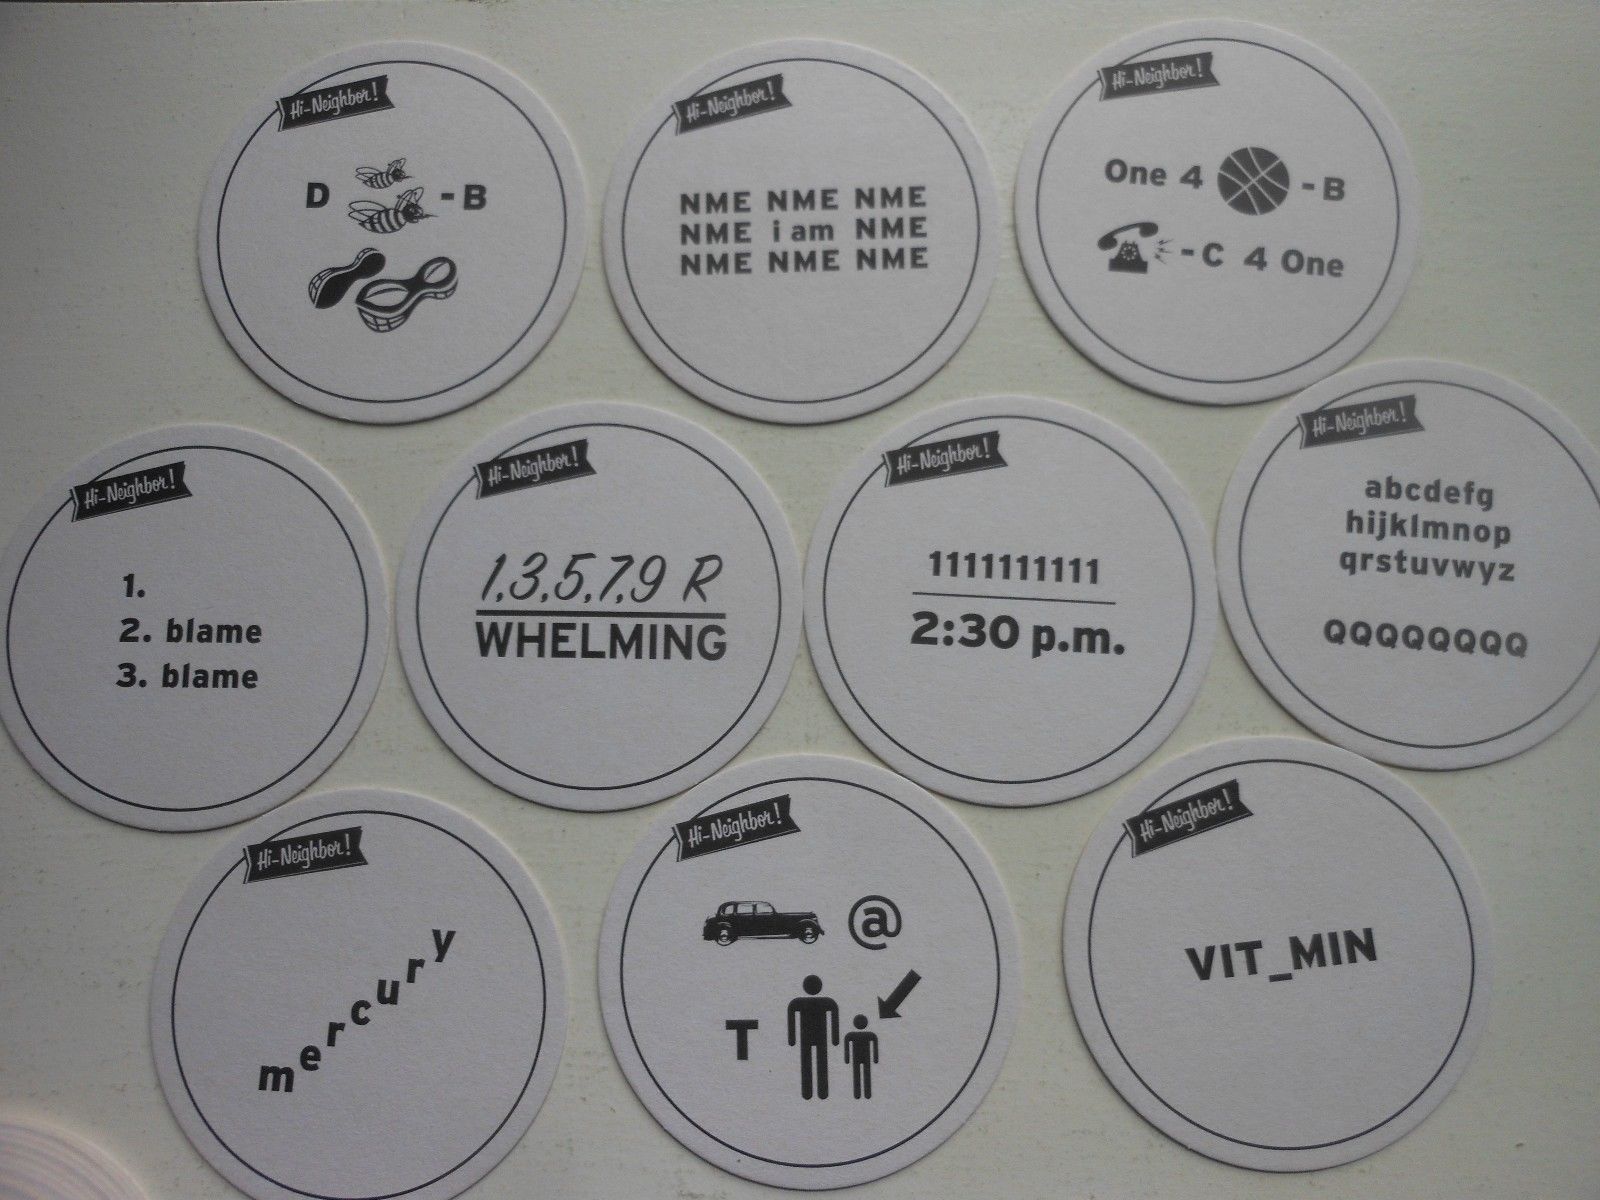 Hi-Neighbor!
D - B
Hi-Neighbor!
NME NME NME
NME i am NME
NME NME NME
Hi-Neighbor!
One 4 - B
- C 4 One
Hi-Neighbor!
1.
2. blame
3. blame
Hi-Neighbor!
1,3,5,7,9 R
WHELMING
Hi-Neighbor!
1111111111
2:30 p.m.
Hi-Neighbor!
abcdefg
hijklmnop
qrstuvwyz
QQQQQQQQ
Hi-Neighbor!
mercury
Hi-Neighbor!
@
T
Hi-Neighbor!
VIT_MIN